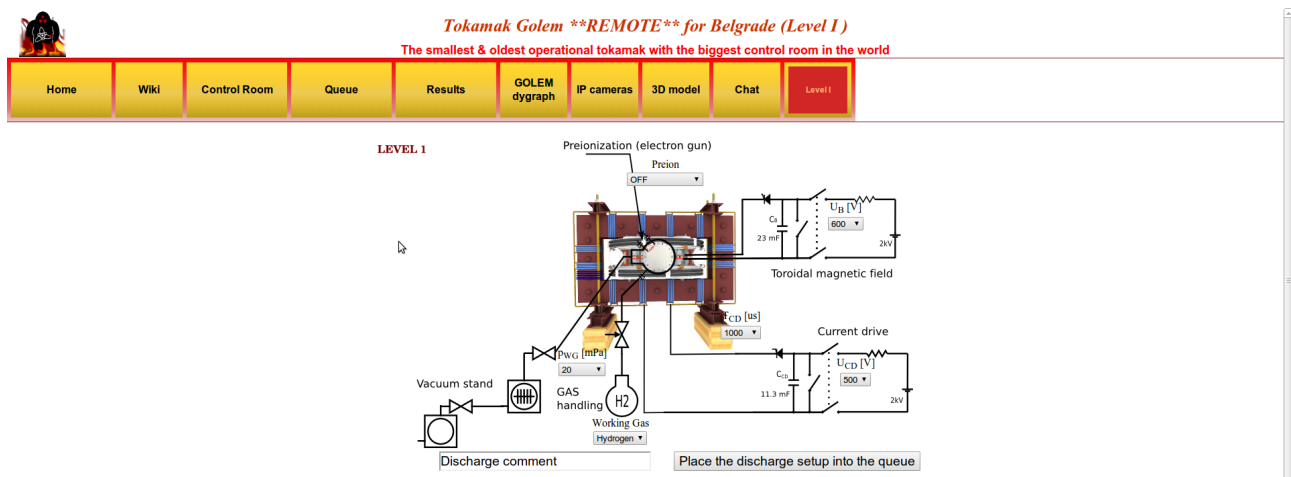 Tokamak Golem **REMOTE** for Belgrade (Level I )
The smallest & oldest operational tokamak with the biggest control room in the world
Home
Wiki
Control Room
Queue
Results
GOLEM
dygraph
IP cameras
3D model
Chat
Level I
LEVEL 1
Preionization (electron gun)
Preion
OFF
UB [V]
600
CB
23 mF
2kV
Toroidal magnetic field
CD [us]
1000
Current drive
UCD [V]
500
CCD
11.3 mF
2kV
pWG [mPa]
20
Vacuum stand
GAS
handling
H2
Working Gas
Hydrogen
Discharge comment
Place the discharge setup into the queue